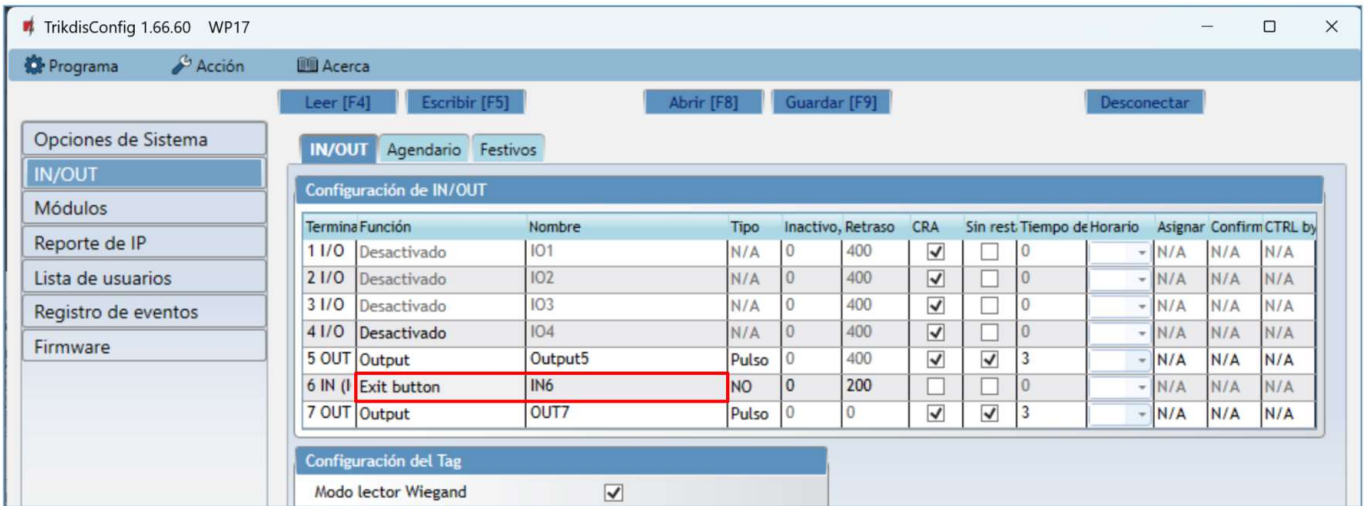 TrikdisConfig 1.66.60 WP17
Programa Acción Acerca
Leer [F4] Escribir [F5] Abrir [F8] Guardar [F9] Desconectar
Opciones de Sistema
IN/OUT
Módulos
Reporte de IP
Lista de usuarios
Registro de eventos
Firmware
IN/OUT Agendario Festivos
Configuración de IN/OUT
Termina Función Nombre Tipo Inactivo, Retraso CRA Sin rest Tiempo de Horario Asignar Confirm CTRL by
1 I/O Desactivado IO1 N/A 0 400 0 N/A N/A N/A
2 I/O Desactivado IO2 N/A 0 400 0 N/A N/A N/A
3 I/O Desactivado IO3 N/A 0 400 0 N/A N/A N/A
4 I/O Desactivado IO4 N/A 0 400 0 N/A N/A N/A
5 OUT Output Output5 Pulso 0 400 3 N/A N/A N/A
6 IN (I Exit button IN6 NO 0 200 0 N/A N/A N/A
7 OUT Output OUT7 Pulso 0 0 3 N/A N/A N/A
Configuración del Tag
Modo lector Wiegand